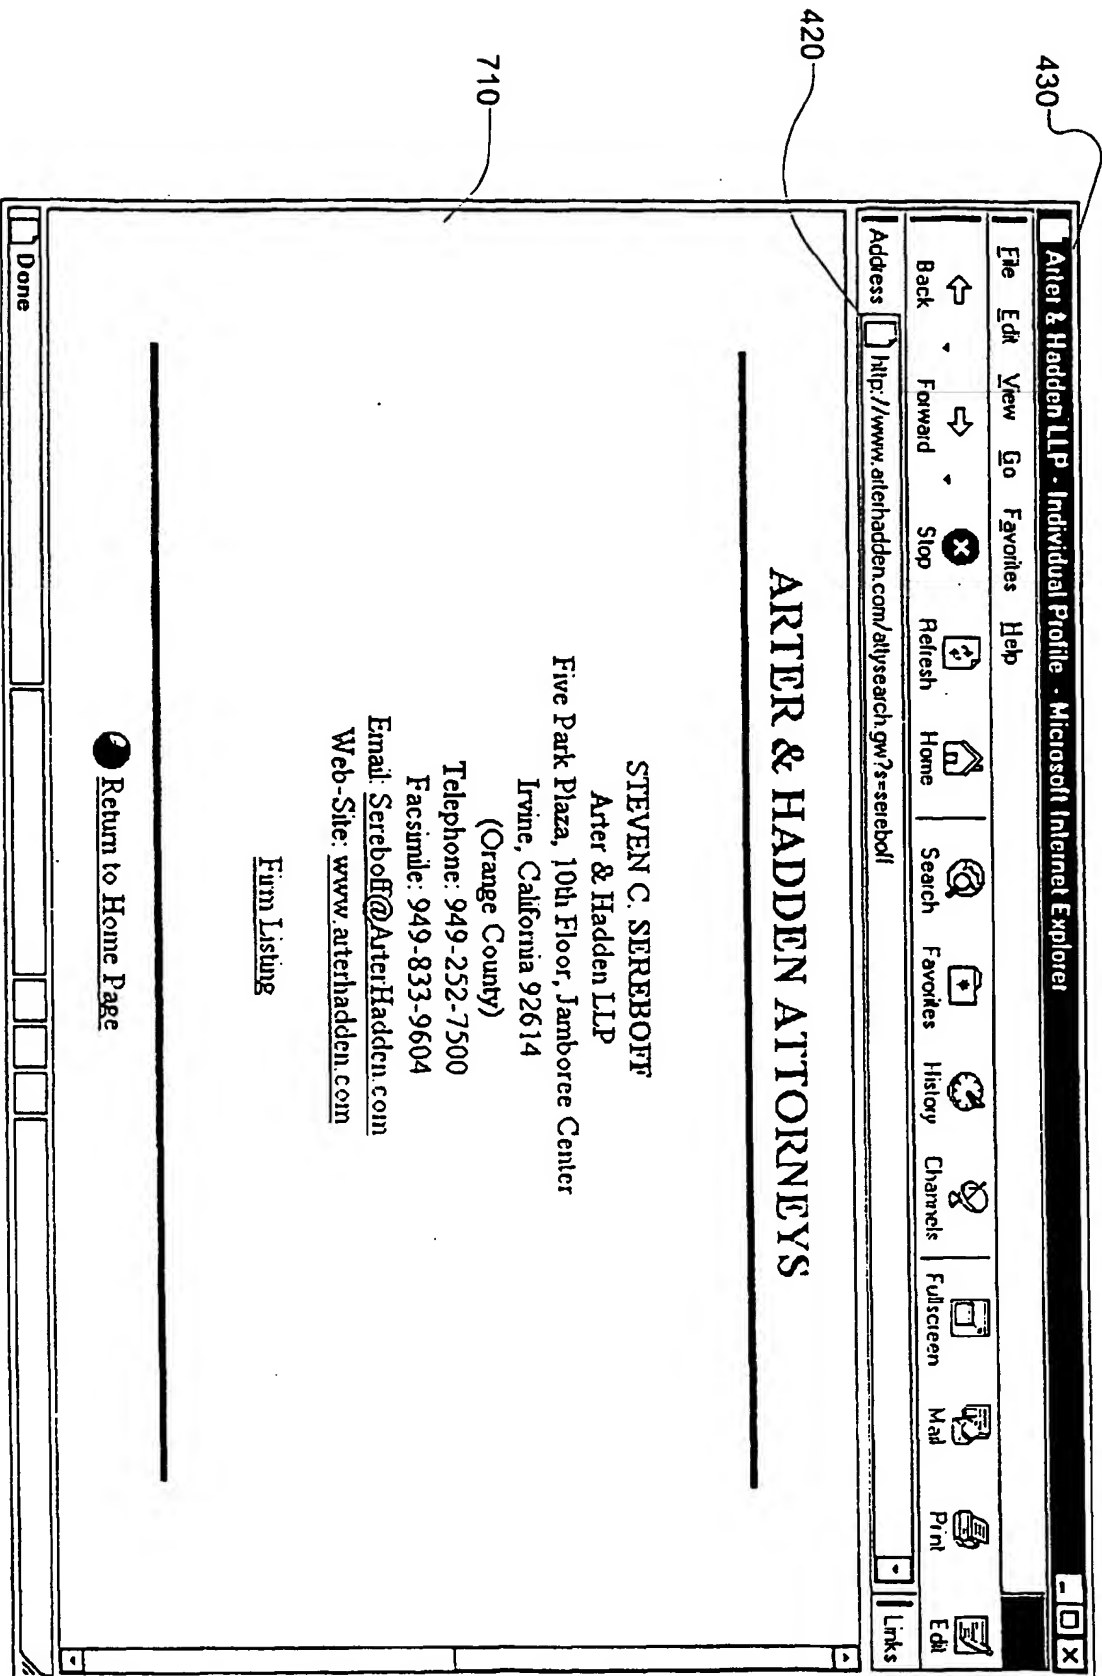 430
Arter & Hadden LLP - Individual Profile - Microsoft Internet Explorer
File Edit View Go Favorites Help
Back Forward Stop Refresh Home Search Favorites History Channels Fullscreen Mail Print Edit
420
Address http://www.arterhadden.com/attysearch.gw?s=sereboff Links
ARTER & HADDEN ATTORNEYS
710
STEVEN C. SEREBOFF
Arter & Hadden LLP
Five Park Plaza, 10th Floor, Jamboree Center
Irvine, California 92614
(Orange County)
Telephone: 949-252-7500
Facsimile: 949-833-9604
Email: Sereboff@ArterHadden.com
Web-Site: www.arterhadden.com
Firm Listing
Return to Home Page
Done